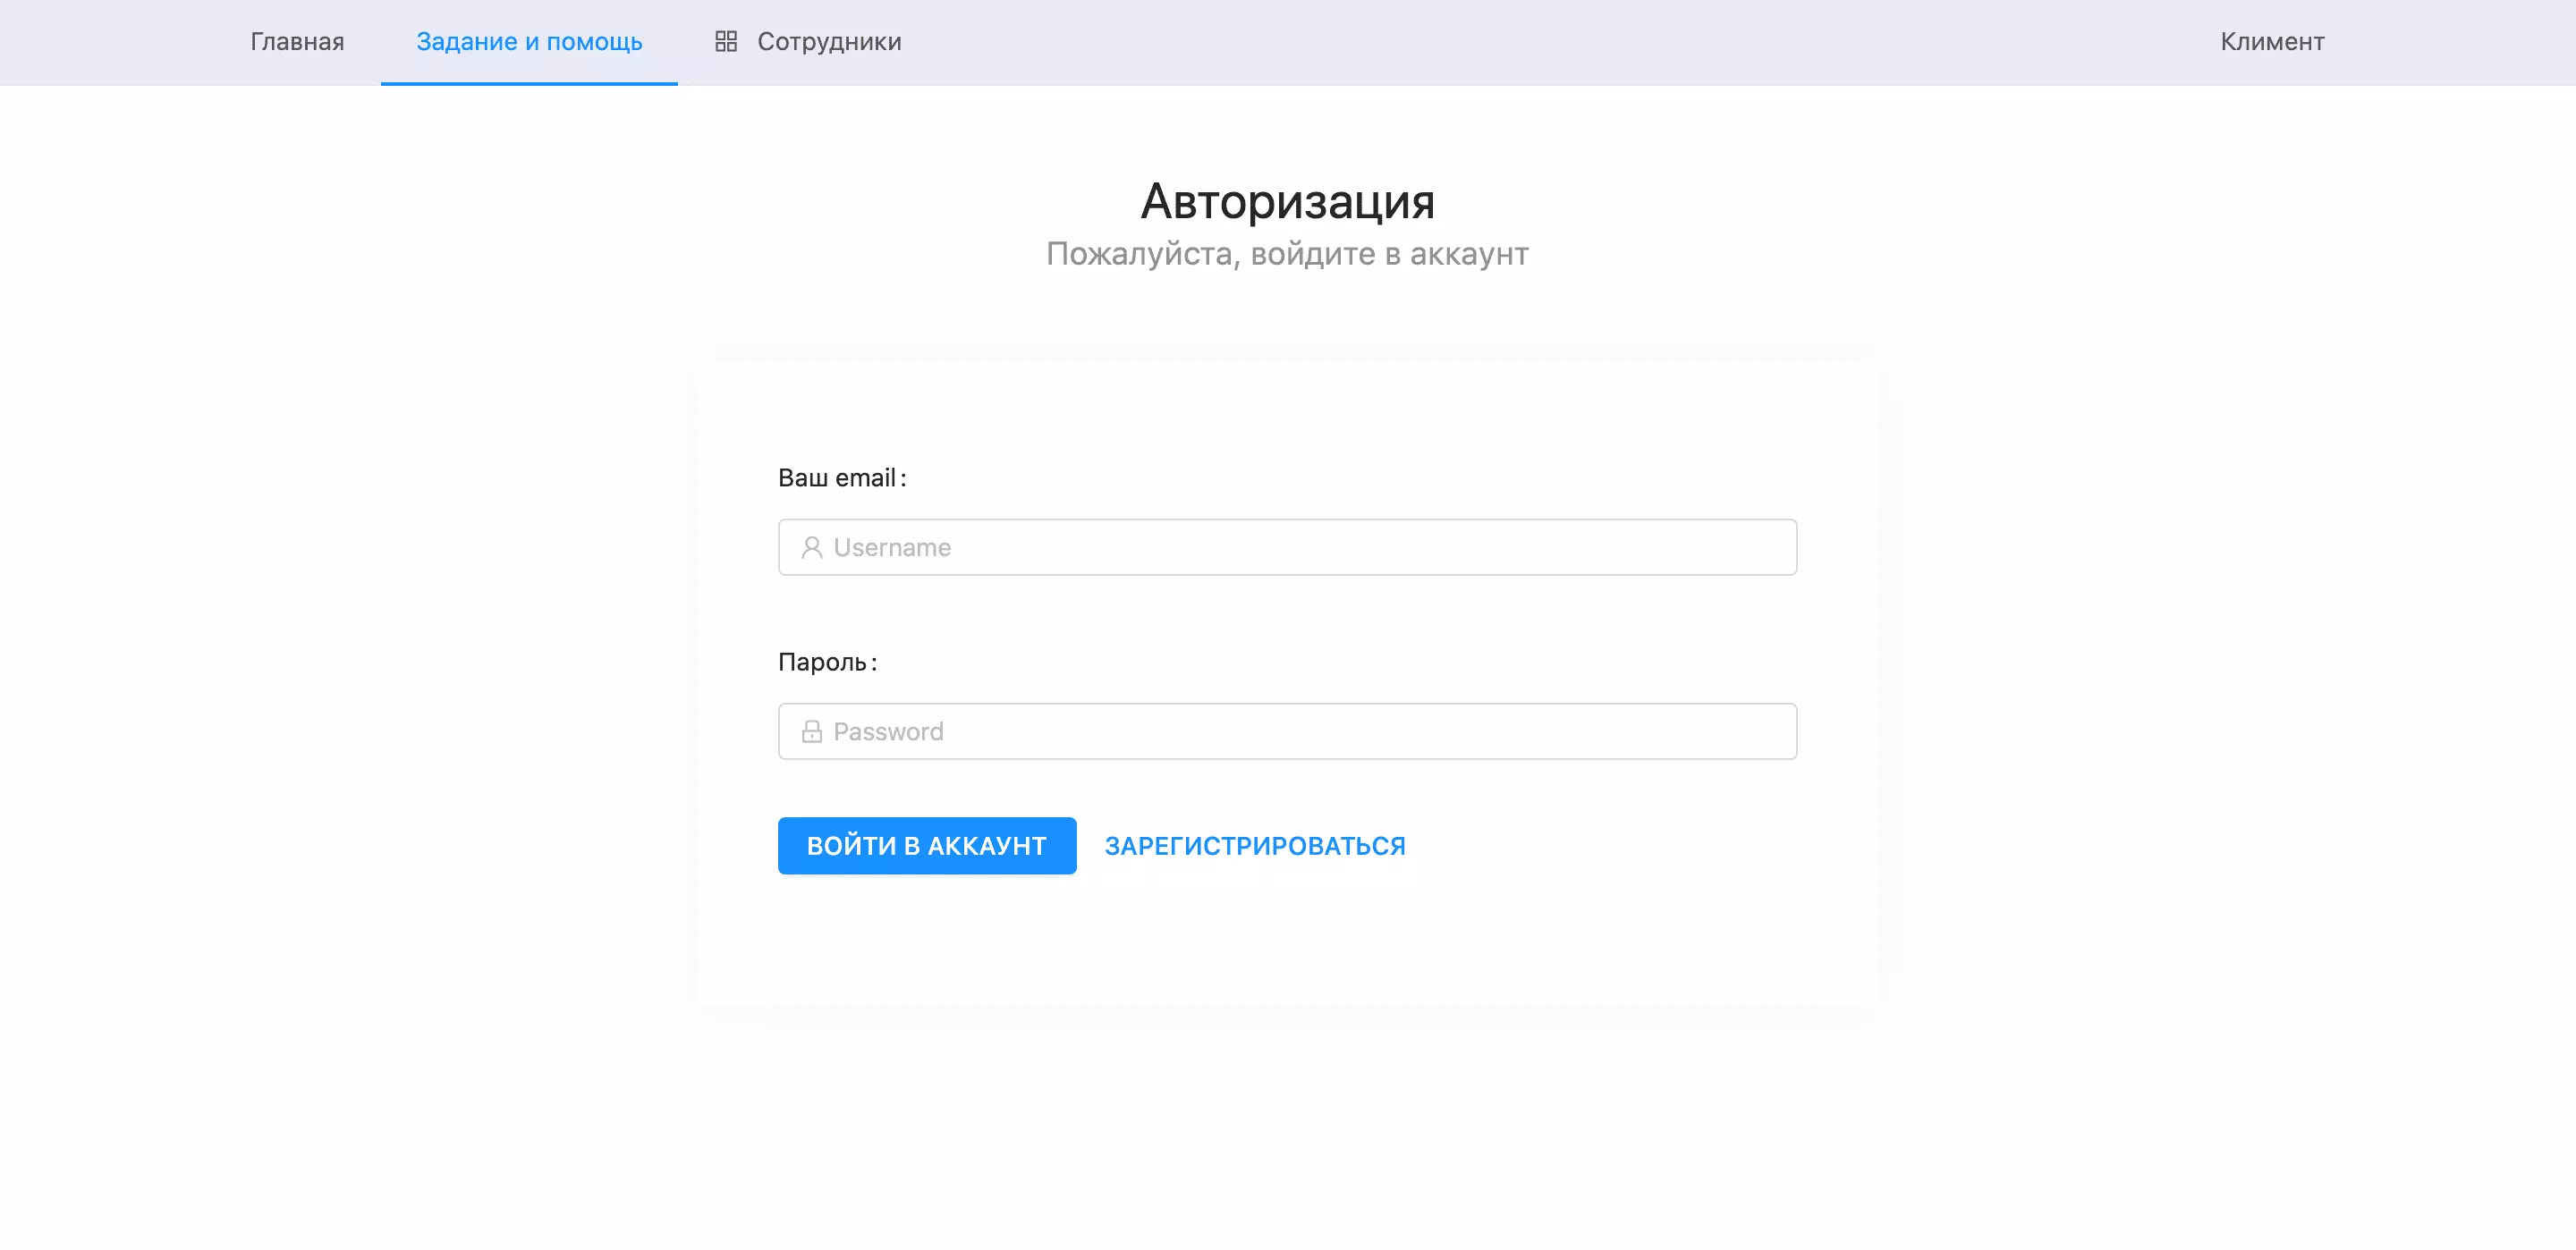 Главная Задание и помощь Сотрудники Климент
Авторизация
Пожалуйста, войдите в аккаунт
Ваш email:
Username
Пароль:
Password
ВОЙТИ В АККАУНТ ЗАРЕГИСТРИРОВАТЬСЯ